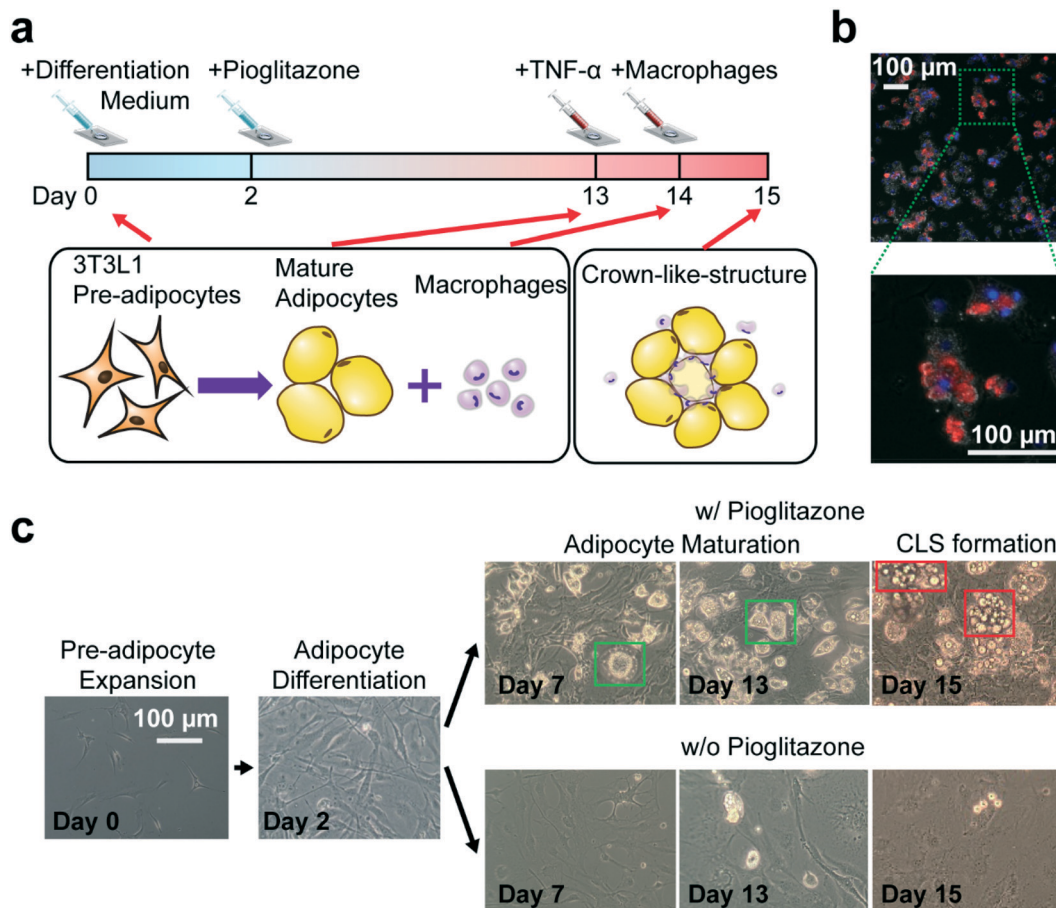 a
+Differentiation
Medium
+Pioglitazone
+TNF-α
+Macrophages
Day 0
2
13
14
15
3T3L1
Pre-adipocytes
Mature
Adipocytes
Macrophages
Crown-like-structure
b
100 µm
100 µm
c
w/ Pioglitazone
Adipocyte Maturation
CLS formation
Pre-adipocyte
Expansion
Adipocyte
Differentiation
100 µm
Day 0
Day 2
Day 7
Day 13
Day 15
w/o Pioglitazone
Day 7
Day 13
Day 15